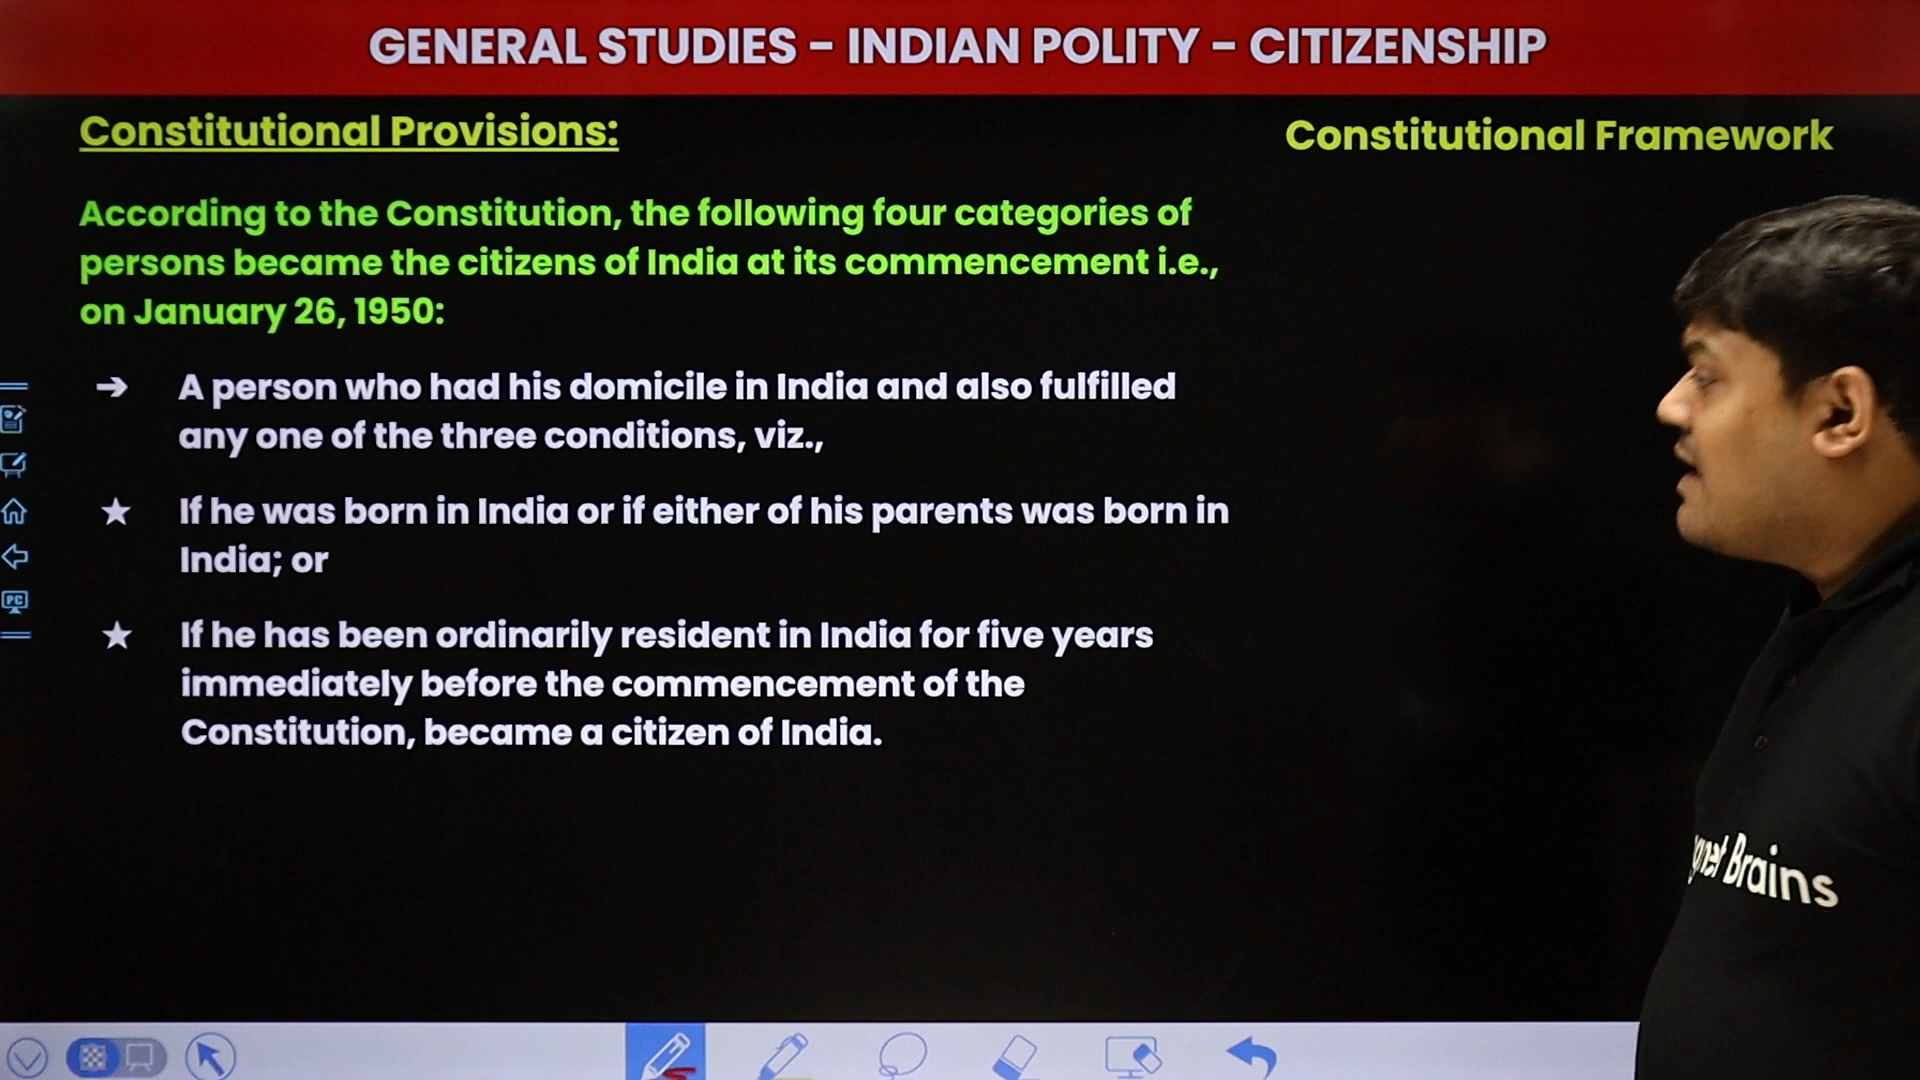 GENERAL STUDIES - INDIAN POLITY - CITIZENSHIP
Constitutional Provisions:
Constitutional Framework
According to the Constitution, the following four categories of
persons became the citizens of India at its commencement i.e.,
on January 26, 1950:
➔ A person who had his domicile in India and also fulfilled
any one of the three conditions, viz.,
★ If he was born in India or if either of his parents was born in
India; or
★ If he has been ordinarily resident in India for five years
immediately before the commencement of the
Constitution, became a citizen of India.
PC
Brains